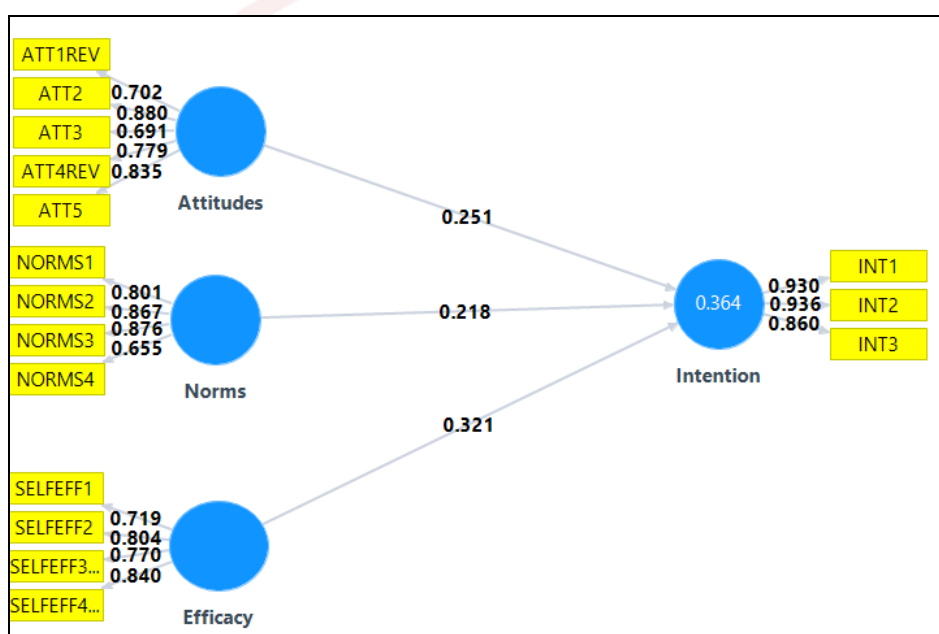 ATT1REV
ATT2
ATT3
ATT4REV
ATT5
0.702
0.880
0.691
0.779
0.835
Attitudes
NORMS1
NORMS2
NORMS3
NORMS4
0.801
0.867
0.876
0.655
Norms
SELFEFF1
SELFEFF2
SELFEFF3...
SELFEFF4...
0.719
0.804
0.770
0.840
Efficacy
0.251
0.218
0.321
0.364
Intention
0.930
0.936
0.860
INT1
INT2
INT3